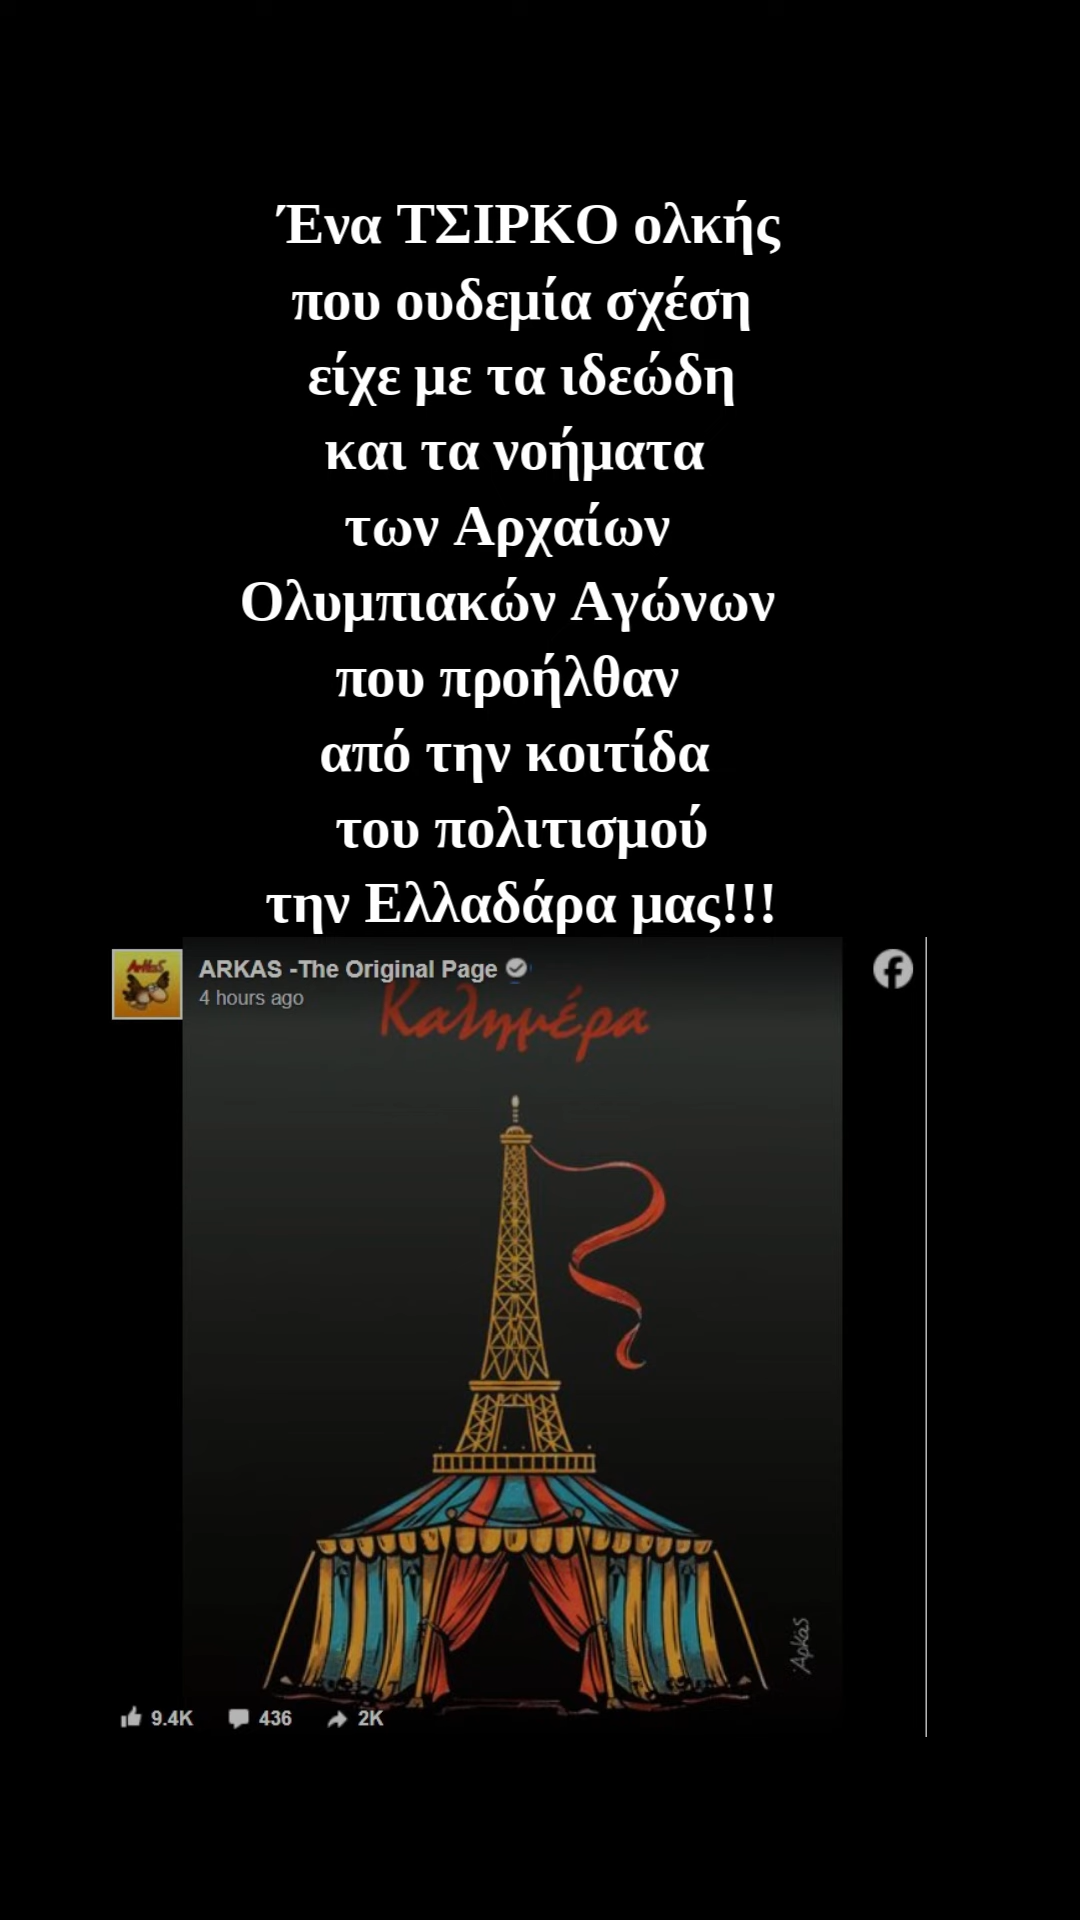 Ένα ΤΣΙΡΚΟ ολκής
που ουδεμία σχέση
είχε με τα ιδεώδη
και τα νοήματα
των Αρχαίων
Ολυμπιακών Αγώνων
που προήλθαν
από την κοιτίδα
του πολιτισμού
την Ελλαδάρα μας!!!
ARKAS
ARKAS -The Original Page
4 hours ago
Καλημέρα
Αρκάς
9.4K 436 2K